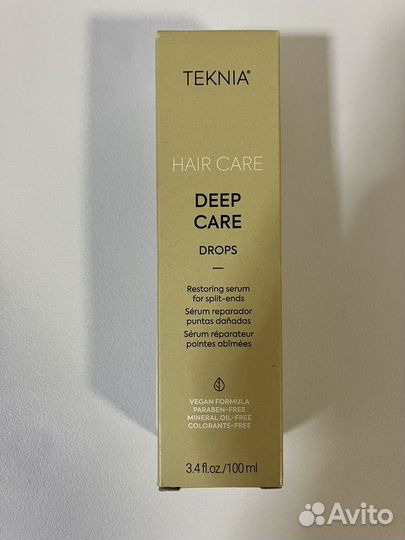 TEKNIA®
HAIR CARE
DEEP
CARE
DROPS
Restoring serum
for split-ends
Sérum reparador
puntas dañadas
Sérum réparateur
pointes abîmées
VEGAN FORMULA
PARABEN-FREE
MINERAL OIL-FREE
COLORANTS-FREE
3.4 fl.oz./100 ml
Avito